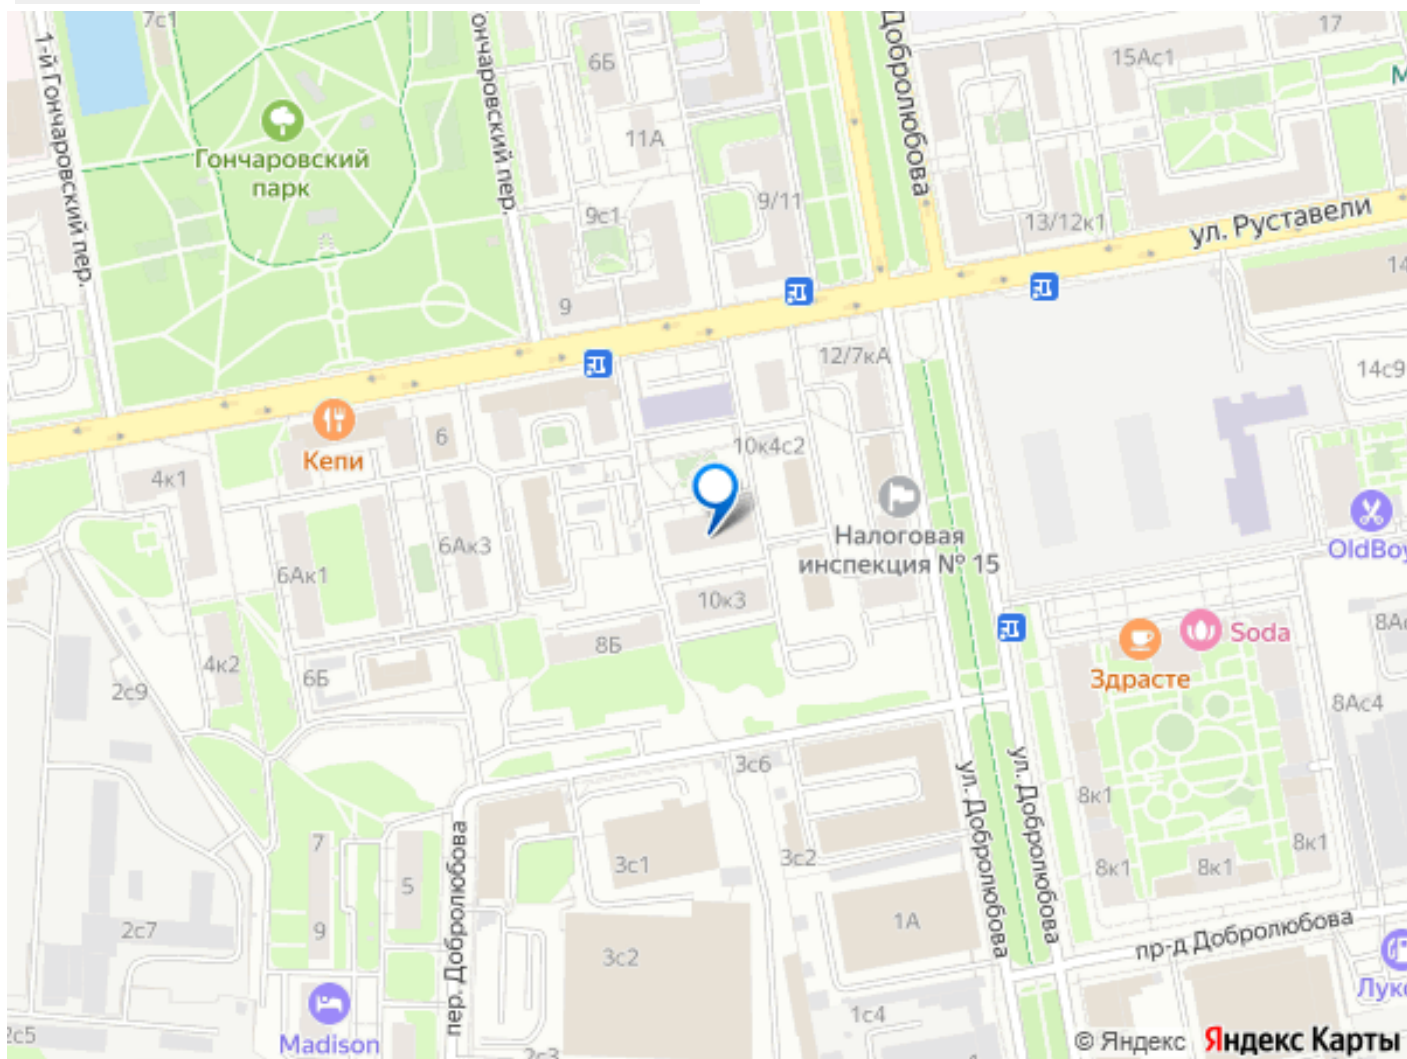 7с1
1-й Гончаровский пер.
Гончаровский
парк
ончаровский пер.
6Б
11А
9с1
9/11
9
Добролюбова
15Ас1
17
М
13/12к1
ул. Руставели
14
14с9
12/7кА
Кепи
6
4к1
10к4с2
6Ак3
6Ак1
Налоговая
инспекция № 15
OldBoy
10к3
8Б
4к2
6Б
2с9
Soda
Здрасте
8Ас
8Ас4
3с6
ул. Добролюбова
ул. Добролюбова
8к1
8к1
8к1
8к1
пер. Добролюбова
7
5
9
3с1
3с2
1А
2с7
3с2
пр-д Добролюбова
Луко
Madison
2с5
2с3
1с4
1
© Яндекс Яндекс Карты